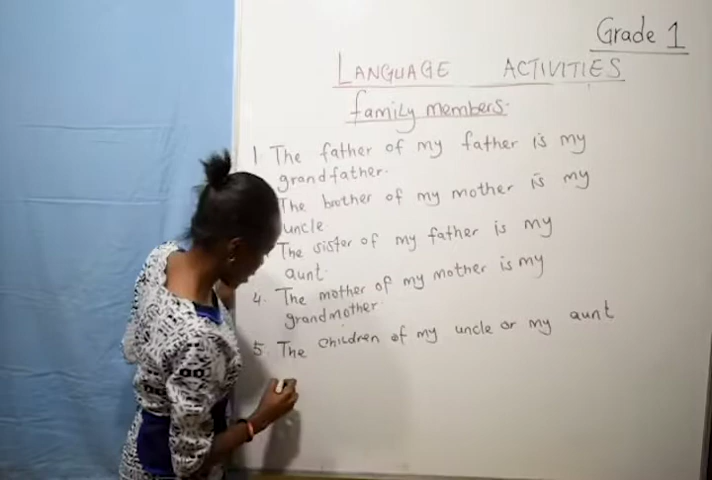 Grade 1
LANGUAGE ACTIVITIES
family members.
1 The father of my father is my
grandfather.
The brother of my mother is my
uncle.
The sister of my father is my
aunt.
4. The mother of my mother is my
grandmother.
5. The children of my uncle or my aunt